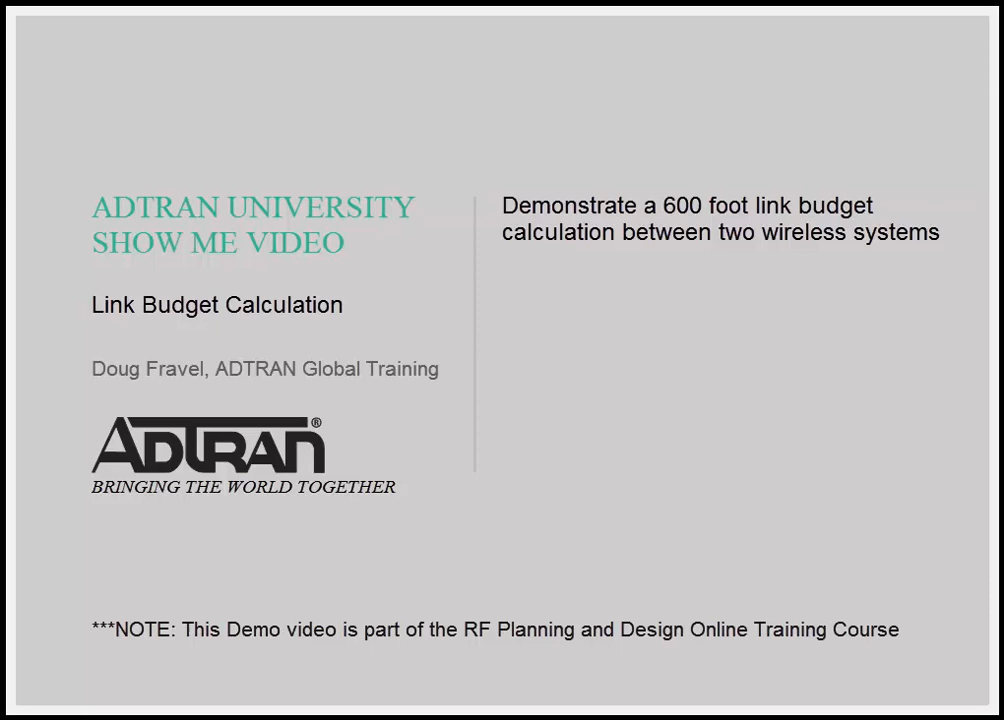 ADTRAN UNIVERSITY
SHOW ME VIDEO
Link Budget Calculation
Doug Fravel, ADTRAN Global Training
ADTRAN®
BRINGING THE WORLD TOGETHER
Demonstrate a 600 foot link budget
calculation between two wireless systems
***NOTE: This Demo video is part of the RF Planning and Design Online Training Course